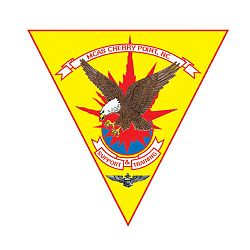 MCAS CHERRY POINT, NC
SUPPORT & TRAINING